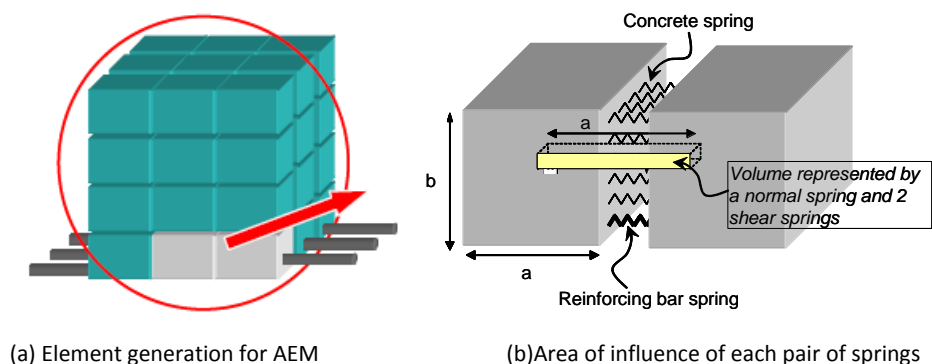 Concrete spring
a
b
Volume represented by
a normal spring and 2
shear springs
a
Reinforcing bar spring
(a) Element generation for AEM
(b)Area of influence of each pair of springs